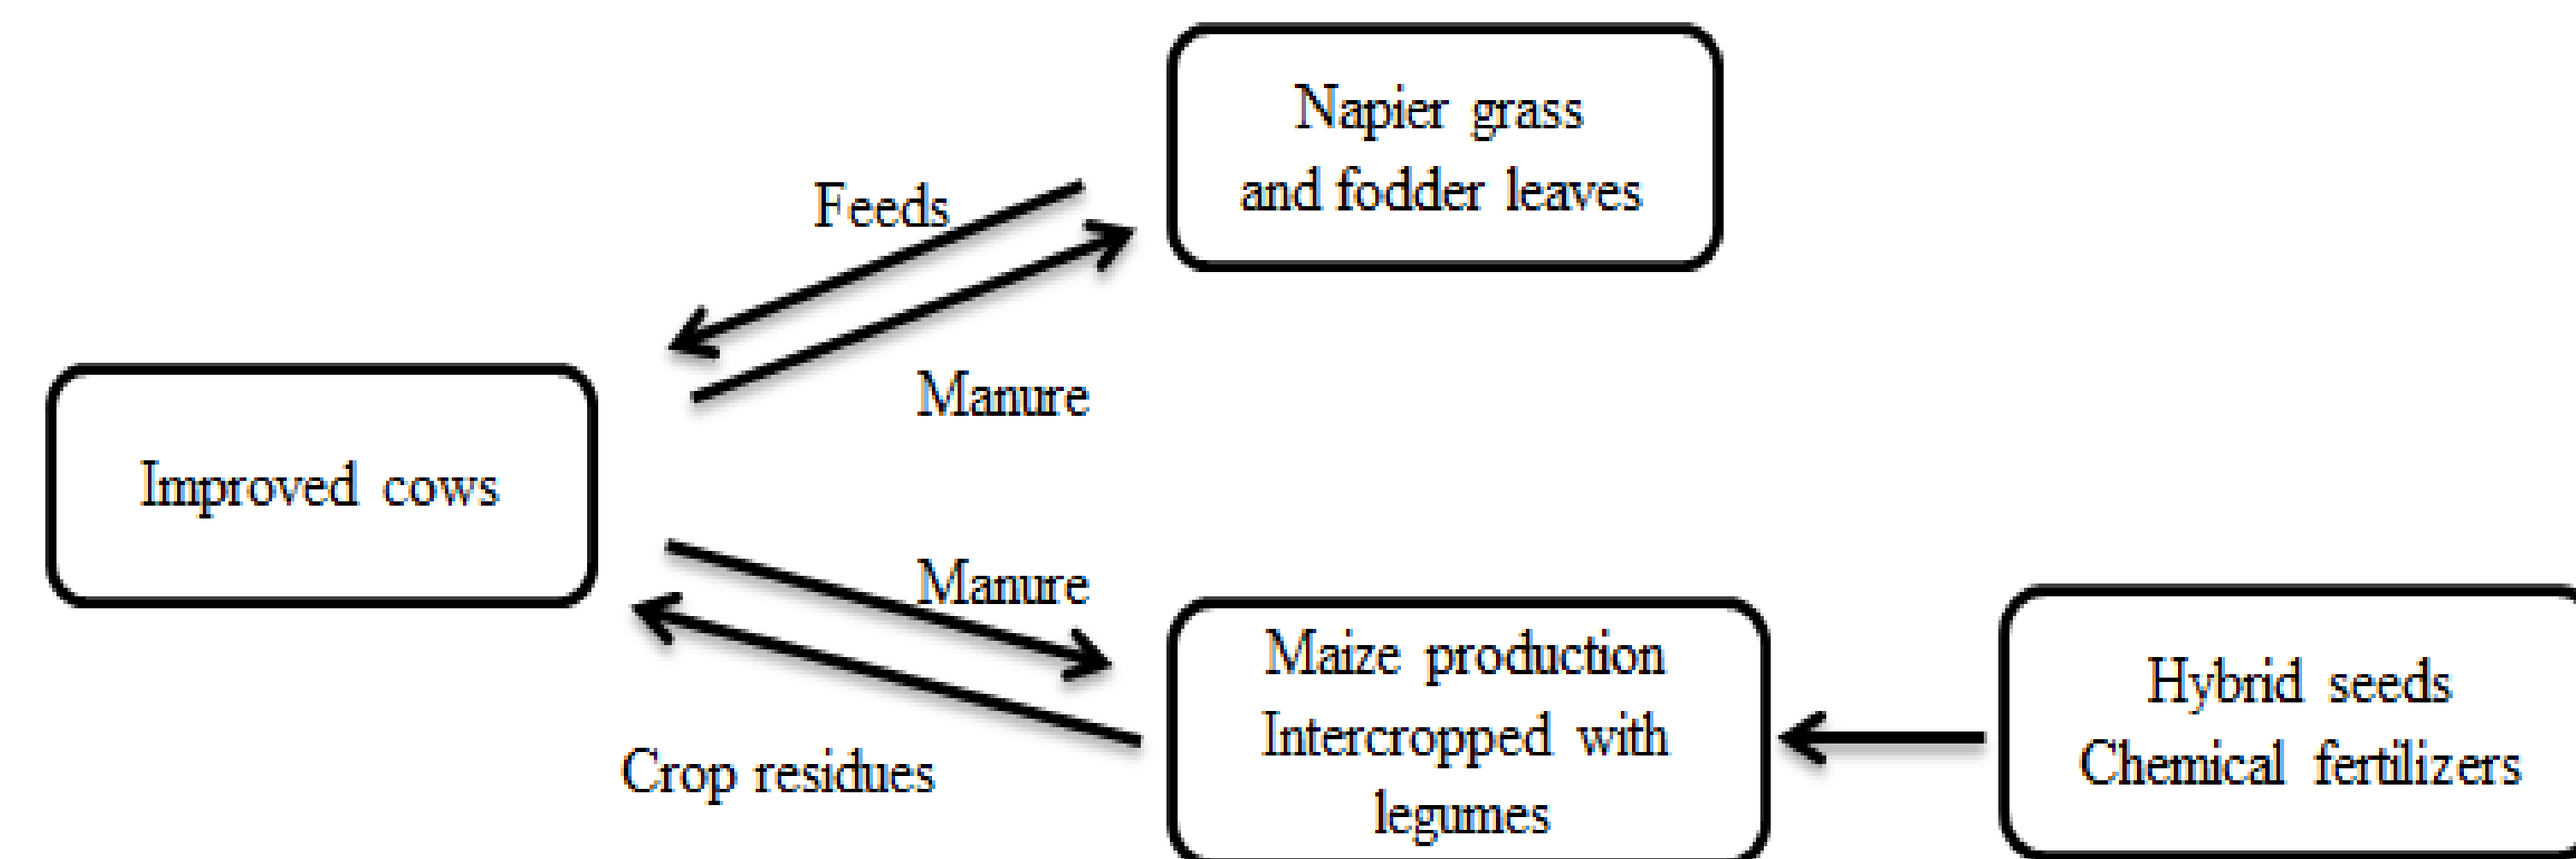 Napier grass
and fodder leaves
Feeds
Manure
Improved cows
Manure
Maize production
Intercropped with
legumes
Hybrid seeds
Chemical fertilizers
Crop residues